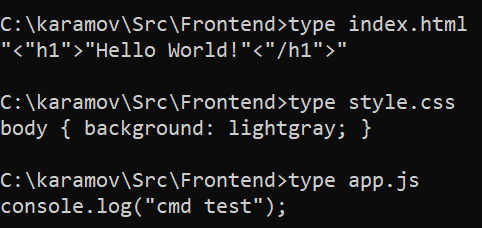 C:\karamov\Src\Frontend>type index.html
"<"h1">"Hello World!"<"/h1">"
C:\karamov\Src\Frontend>type style.css
body { background: lightgray; }
C:\karamov\Src\Frontend>type app.js
console.log("cmd test");